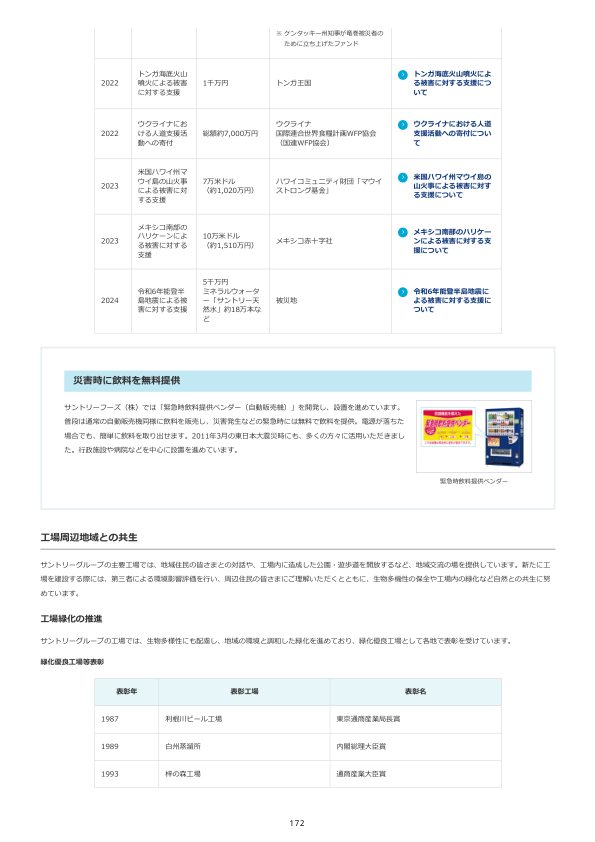 ※ ケンタッキー州知事が竜巻被災者の
ために立ち上げたファンド
2022
トンガ海底火山
噴火による被害
に対する支援
1千万円
トンガ王国
トンガ海底火山噴火によ
る被害に対する支援につ
いて
2022
ウクライナにお
ける人道支援活
動への寄付
総額約7,000万円
ウクライナ
国際連合世界食糧計画WFP協会
（国連WFP協会）
ウクライナにおける人道
支援活動への寄付につい
て
2023
米国ハワイ州マ
ウイ島の山火事
による被害に対
する支援
7万米ドル
（約1,020万円）
ハワイコミュニティ財団「マウイ
ストロング基金」
米国ハワイ州マウイ島の
山火事による被害に対す
る支援について
2023
メキシコ南部の
ハリケーンによ
る被害に対する
支援
10万米ドル
（約1,510万円）
メキシコ赤十字社
メキシコ南部のハリケー
ンによる被害に対する支
援について
2024
令和6年能登半
島地震による被
害に対する支援
5千万円
ミネラルウォータ
ー「サントリー天
然水」約18万本な
ど
被災地
令和6年能登半島地震に
よる被害に対する支援に
ついて
災害時に飲料を無料提供
サントリーフーズ（株）では「緊急時飲料提供ベンダー（自動販売機）」を開発し、設置を進めています。
普段は通常の自動販売機同様に飲料を販売し、災害発生などの緊急時には無料で飲料を提供。電源が落ちた
場合でも、簡単に飲料を取り出せます。2011年3月の東日本大震災時にも、多くの方々に活用いただきまし
た。行政施設や病院などを中心に設置を進めています。
緊急時飲料提供ベンダー
緊急時飲料提供ベンダー
工場周辺地域との共生
サントリーグループの主要工場では、地域住民の皆さまとの対話や、工場内に造成した公園・遊歩道を開放するなど、地域交流の場を提供しています。新たに工
場を建設する際には、第三者による環境影響評価を行い、周辺住民の皆さまにご理解いただくとともに、生物多様性の保全や工場内の緑化など自然との共生に努
めています。
工場緑化の推進
サントリーグループの工場では、生物多様性にも配慮し、地域の環境と調和した緑化を進めており、緑化優良工場として各地で表彰を受けています。
緑化優良工場等表彰
表彰年
表彰工場
表彰名
1987
利根川ビール工場
東京通商産業局長賞
1989
白州蒸溜所
内閣総理大臣賞
1993
梓の森工場
通商産業大臣賞
172